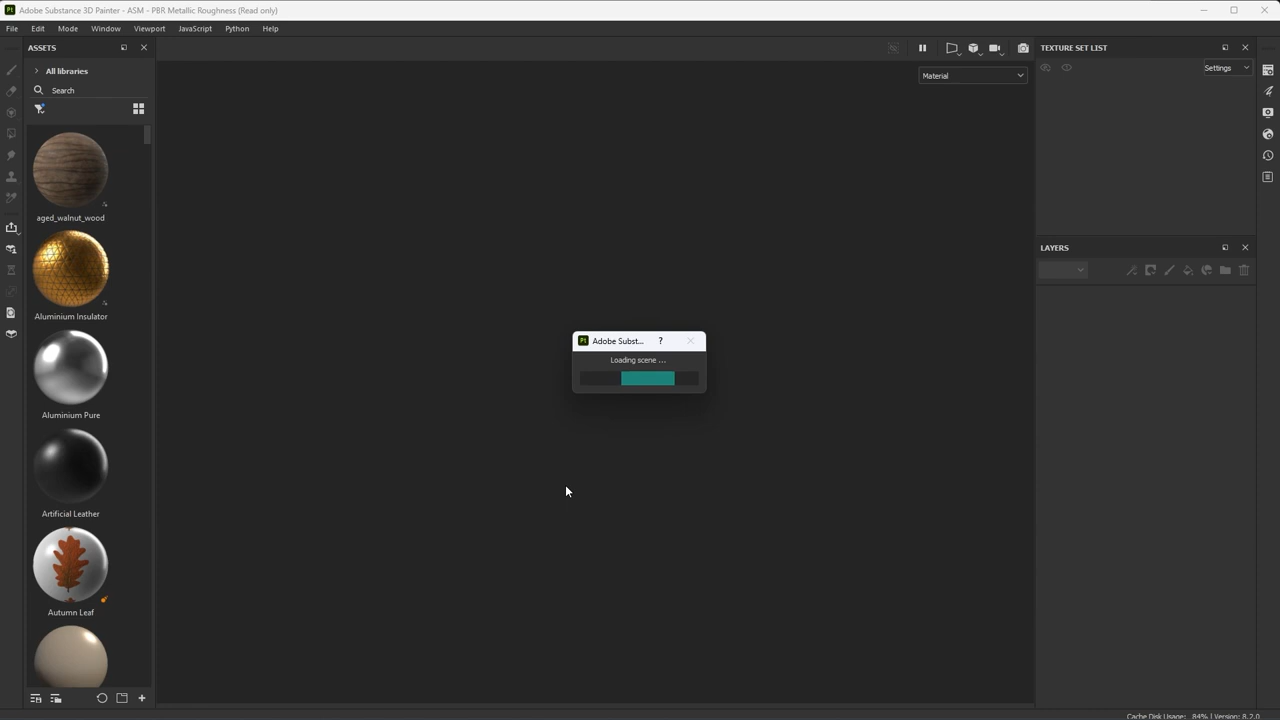 Adobe Substance 3D Painter - ASM - PBR Metallic Roughness (Read only)
File Edit Mode Window Viewport JavaScript Python Help
ASSETS
All libraries
Search
aged_walnut_wood
Aluminium Insulator
Aluminium Pure
Artificial Leather
Autumn Leaf
Material
Pt Adobe Subst... ?
Loading scene ...
TEXTURE SET LIST
Settings
LAYERS
Cache Disk Usage: 84% | Version: 8.2.0